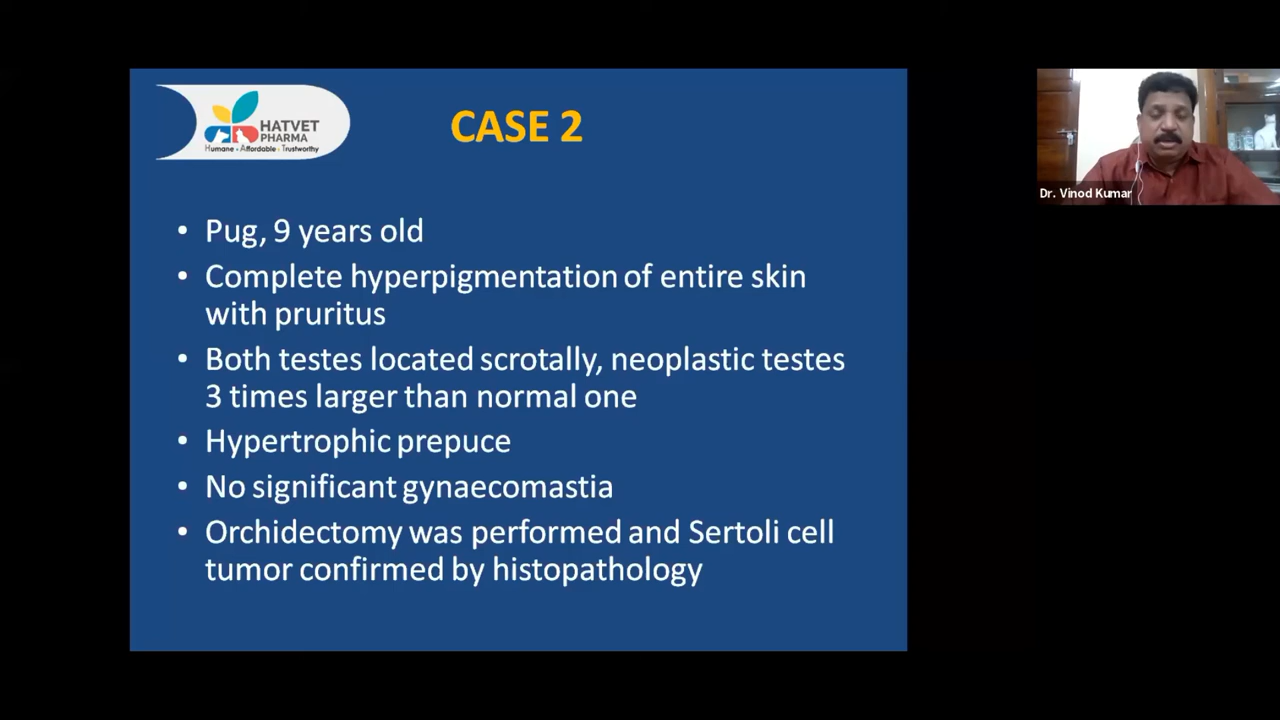 HATVET
PHARMA
Humane • Affordable • Trustworthy
CASE 2
Dr. Vinod Kumar
• Pug, 9 years old
• Complete hyperpigmentation of entire skin
with pruritus
• Both testes located scrotally, neoplastic testes
3 times larger than normal one
• Hypertrophic prepuce
• No significant gynaecomastia
• Orchidectomy was performed and Sertoli cell
tumor confirmed by histopathology